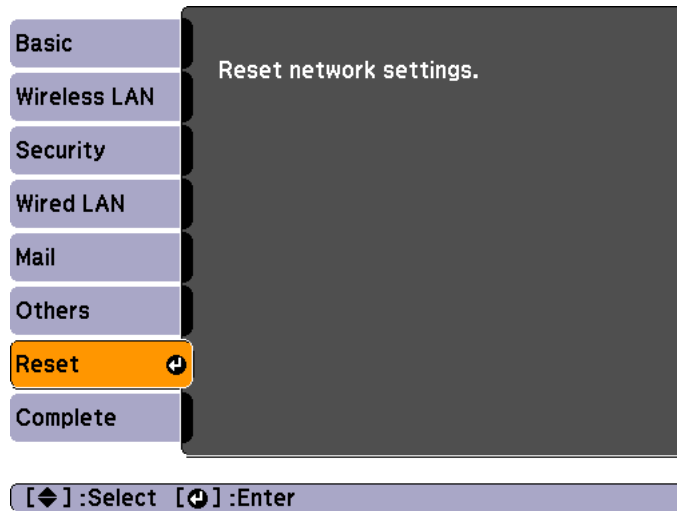 Basic
Reset network settings.
Wireless LAN
Security
Wired LAN
Mail
Others
Reset
Complete
[◆] :Select [⏎] :Enter